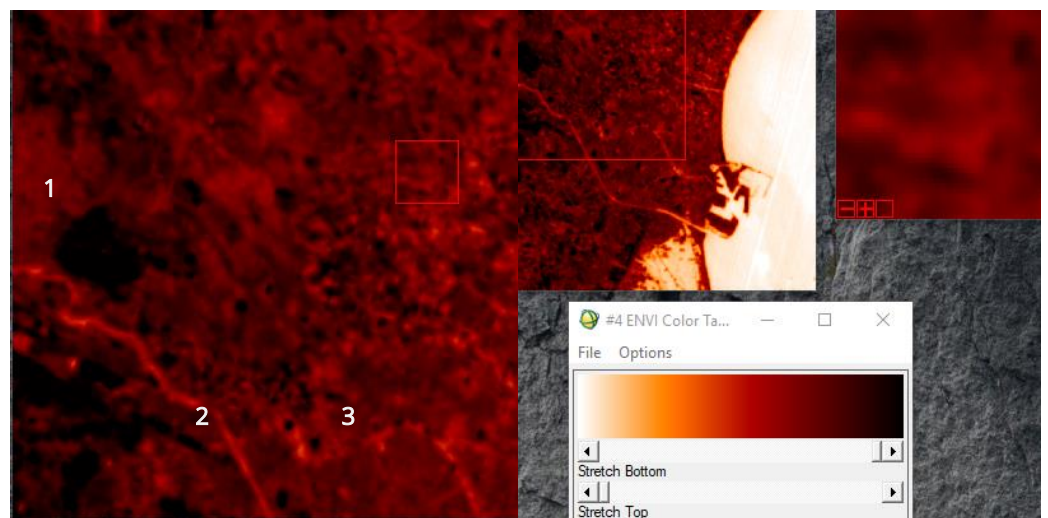 1
2
3
#4 ENVI Color Ta...
File Options
Stretch Bottom
Stretch Top